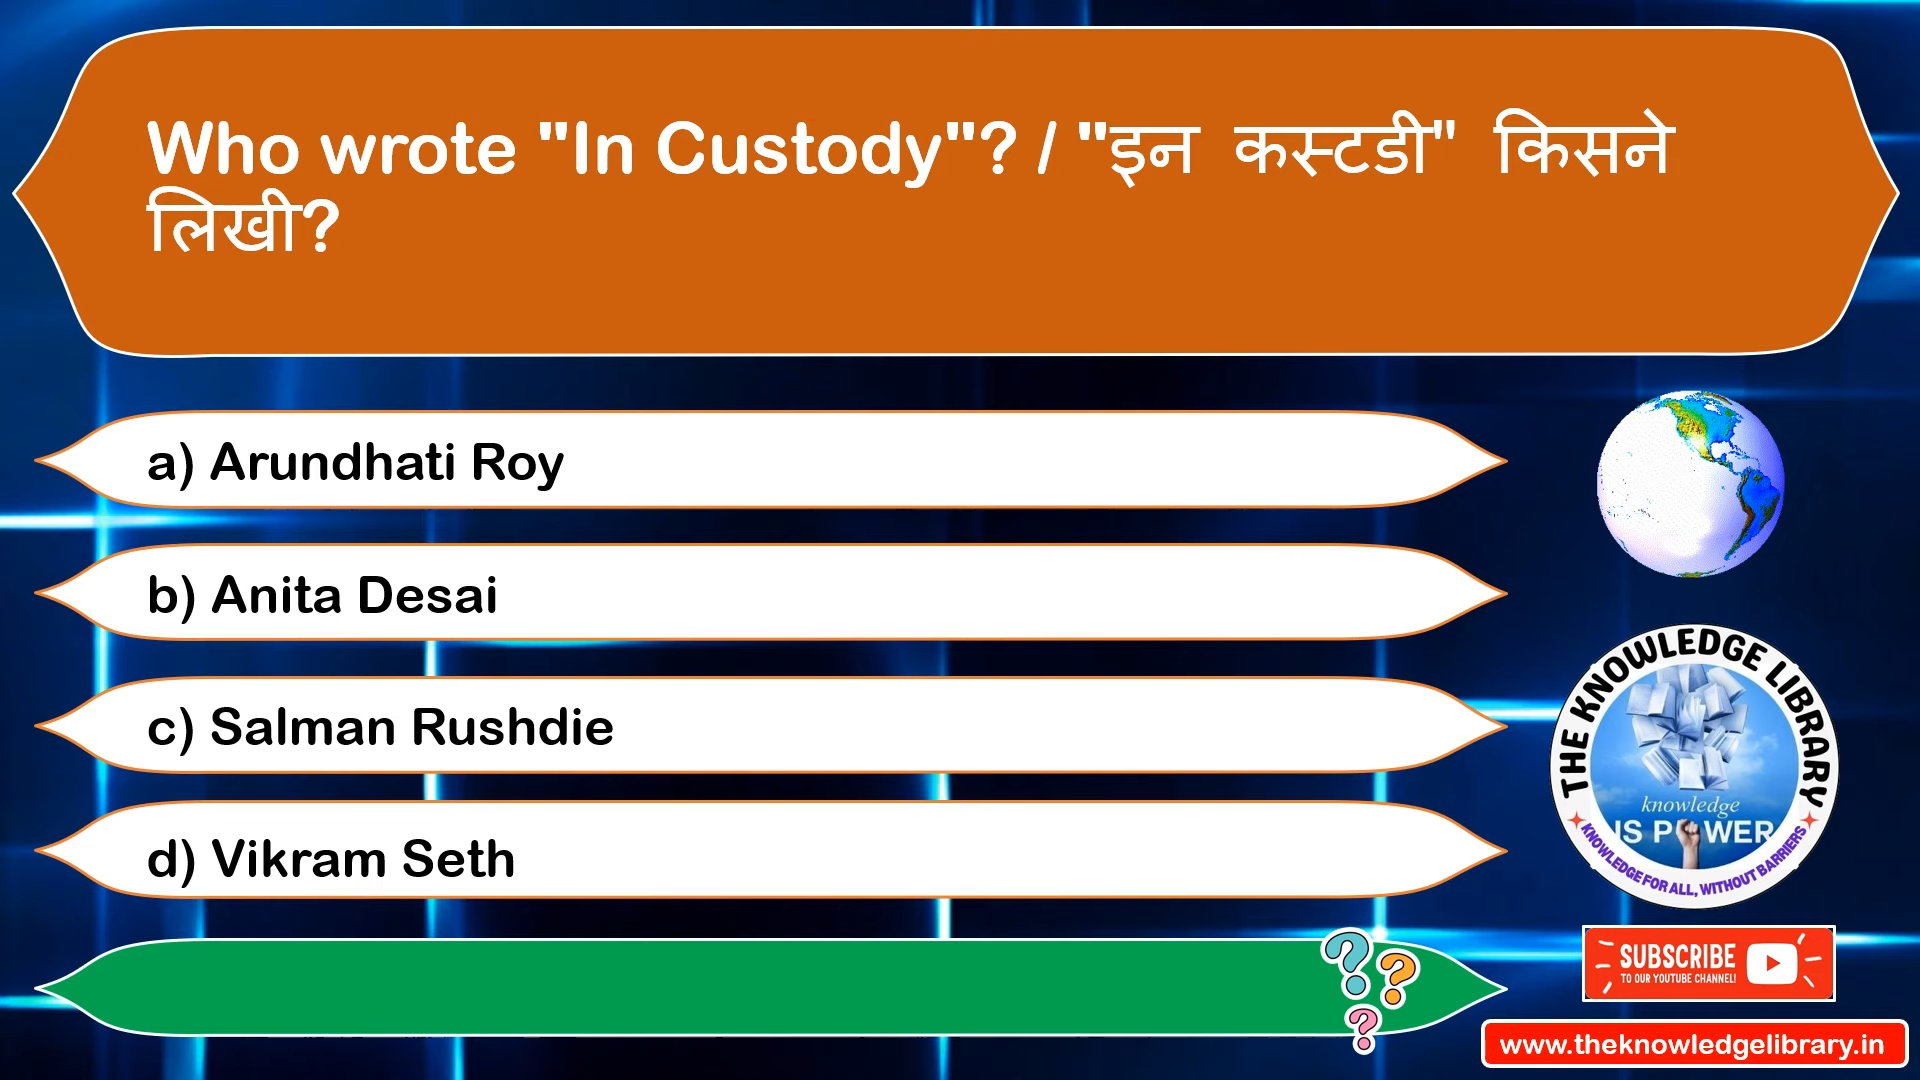 Who wrote "In Custody"? / "इन कस्टडी" किसने
लिखी?
a) Arundhati Roy
b) Anita Desai
c) Salman Rushdie
d) Vikram Seth
THE KNOWLEDGE LIBRARY
knowledge
IS POWER
KNOWLEDGE FOR ALL, WITHOUT BARRIERS
SUBSCRIBE
TO OUR YOUTUBE CHANNEL!
www.theknowledgelibrary.in